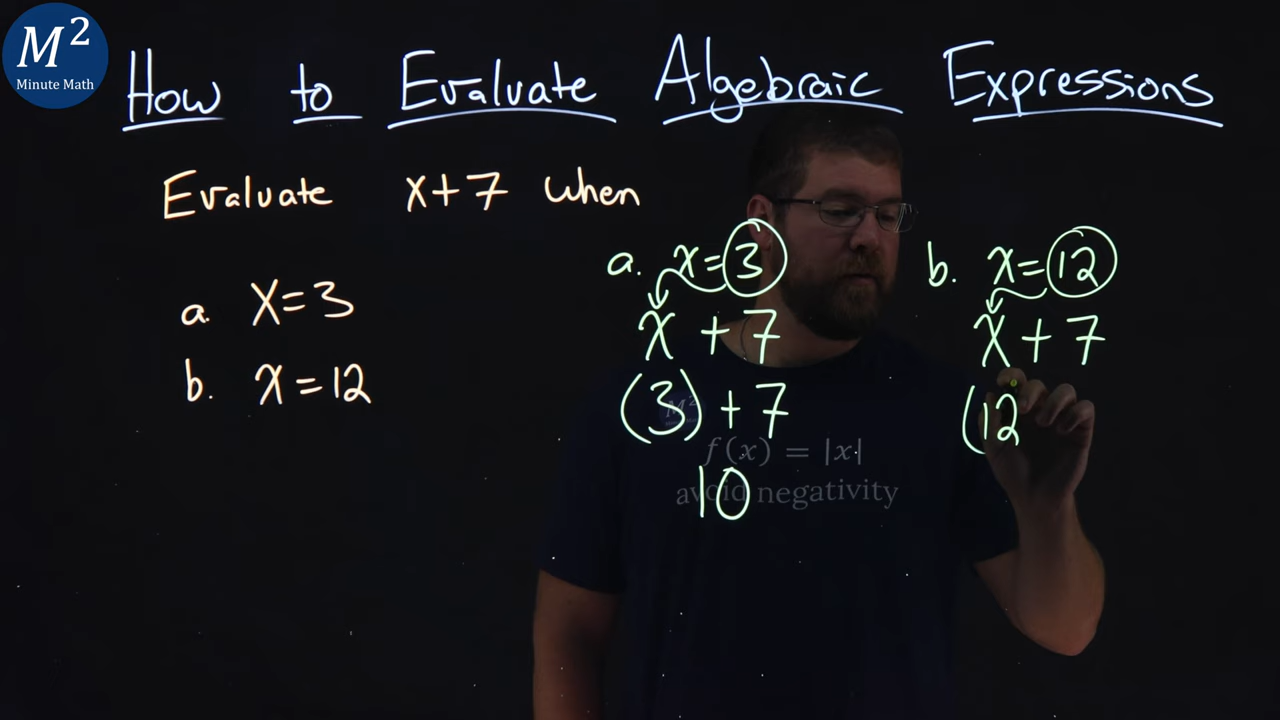 M²
Minute Math
How to Evaluate Algebraic Expressions
Evaluate x+7 when
a. x=3
b. x=12
a. x=3
x+7
(3)+7
10
b. x=12
x+7
(12
M²
f(x) = |x|
avoid negativity